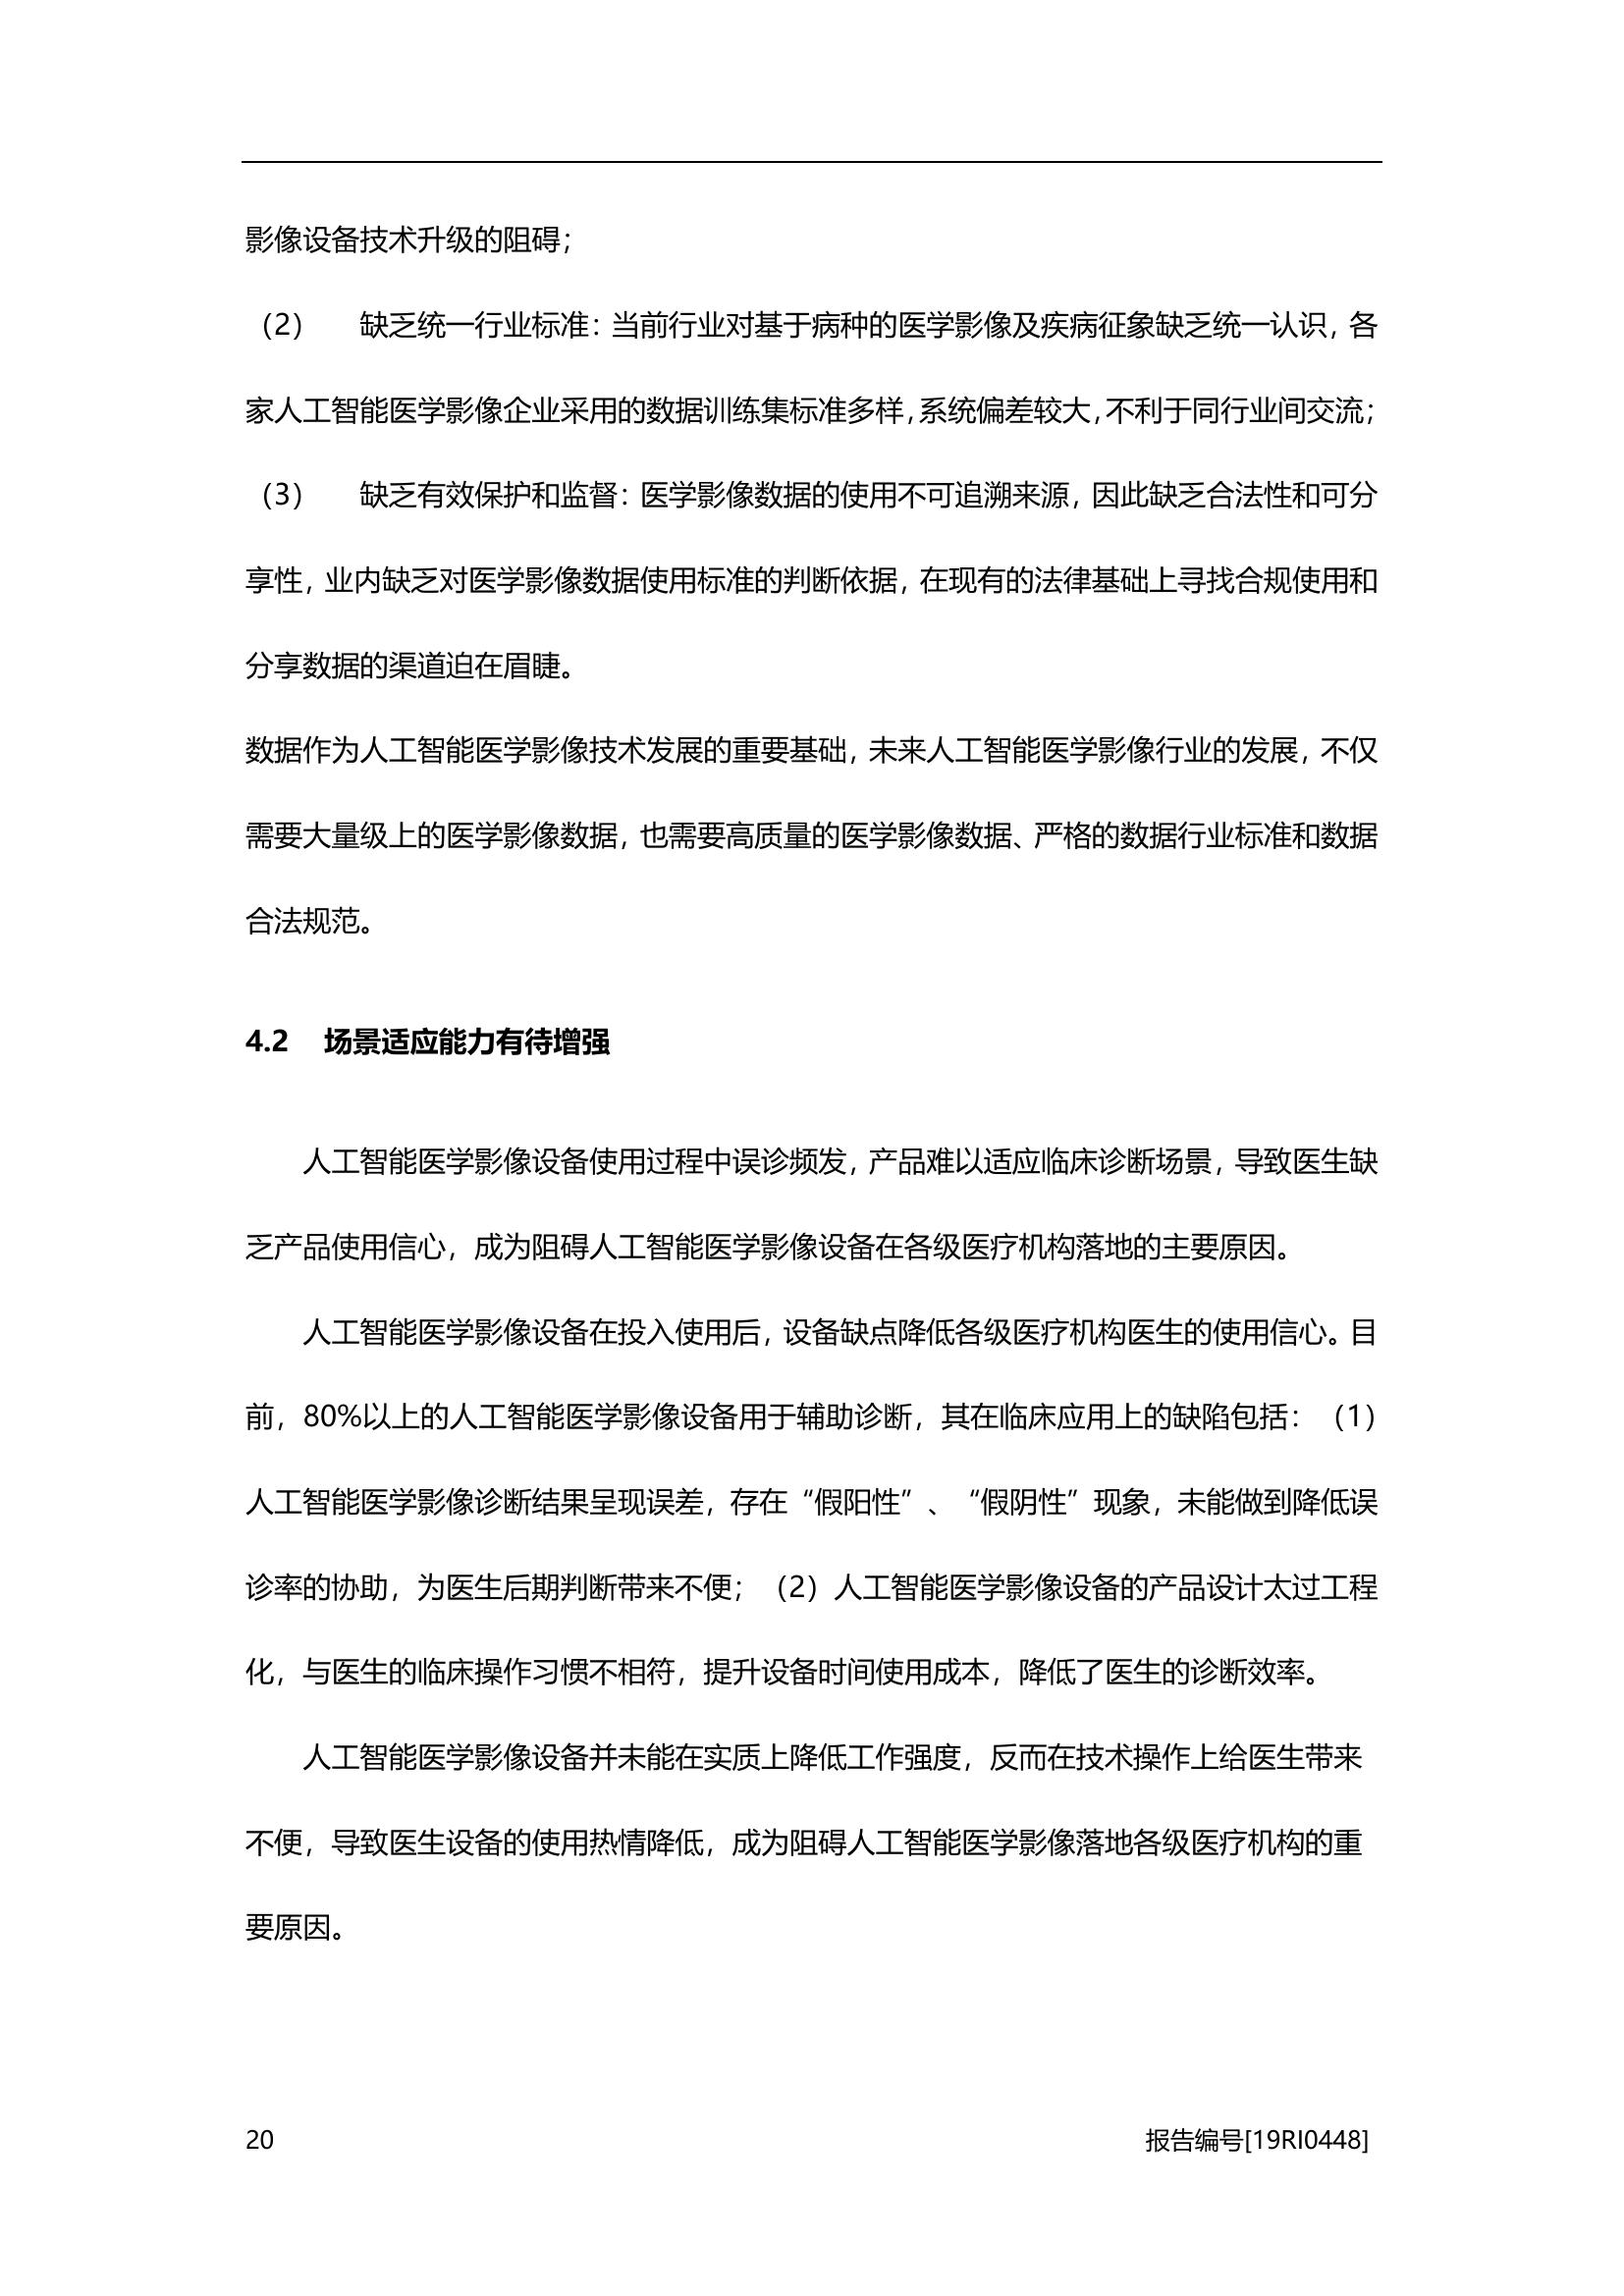 影像设备技术升级的阻碍；
（2） 缺乏统一行业标准：当前行业对基于病种的医学影像及疾病征象缺乏统一认识，各
家人工智能医学影像企业采用的数据训练集标准多样，系统偏差较大，不利于同行业间交流；
（3） 缺乏有效保护和监督：医学影像数据的使用不可追溯来源，因此缺乏合法性和可分
享性，业内缺乏对医学影像数据使用标准的判断依据，在现有的法律基础上寻找合规使用和
分享数据的渠道迫在眉睫。
数据作为人工智能医学影像技术发展的重要基础，未来人工智能医学影像行业的发展，不仅
需要大量级上的医学影像数据，也需要高质量的医学影像数据、严格的数据行业标准和数据
合法规范。
4.2 场景适应能力有待增强
人工智能医学影像设备使用过程中误诊频发，产品难以适应临床诊断场景，导致医生缺
乏产品使用信心，成为阻碍人工智能医学影像设备在各级医疗机构落地的主要原因。
人工智能医学影像设备在投入使用后，设备缺点降低各级医疗机构医生的使用信心。目
前，80%以上的人工智能医学影像设备用于辅助诊断，其在临床应用上的缺陷包括：（1）
人工智能医学影像诊断结果呈现误差，存在“假阳性”、“假阴性”现象，未能做到降低误
诊率的协助，为医生后期判断带来不便；（2）人工智能医学影像设备的产品设计太过工程
化，与医生的临床操作习惯不相符，提升设备时间使用成本，降低了医生的诊断效率。
人工智能医学影像设备并未能在实质上降低工作强度，反而在技术操作上给医生带来
不便，导致医生设备的使用热情降低，成为阻碍人工智能医学影像落地各级医疗机构的重
要原因。
20 报告编号[19RI0448]